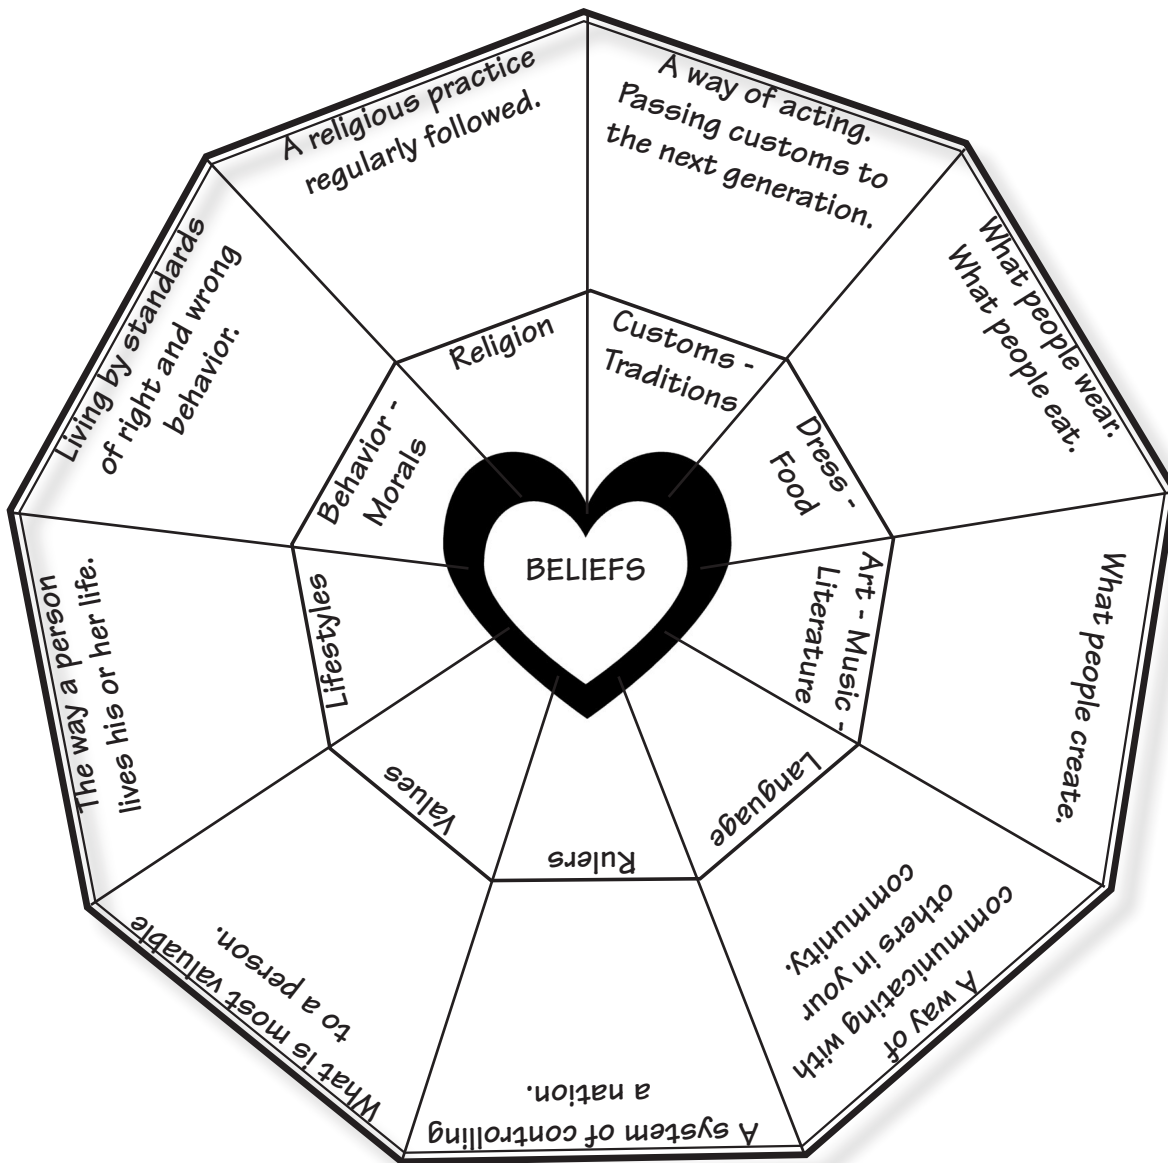 A religious practice
regularly followed.
A way of acting.
Passing customs to
the next generation.
What people wear.
What people eat.
What people create.
A way of
communicating with
others in your
community.
A system of controlling
a nation.
What is most valuable
to a person.
The way a person
lives his or her life.
Living by standards
of right and wrong
behavior.
Religion
Customs -
Traditions
Dress -
Food
Art - Music -
Literature
Language
Rulers
Values
Lifestyles
Behavior -
Morals
BELIEFS